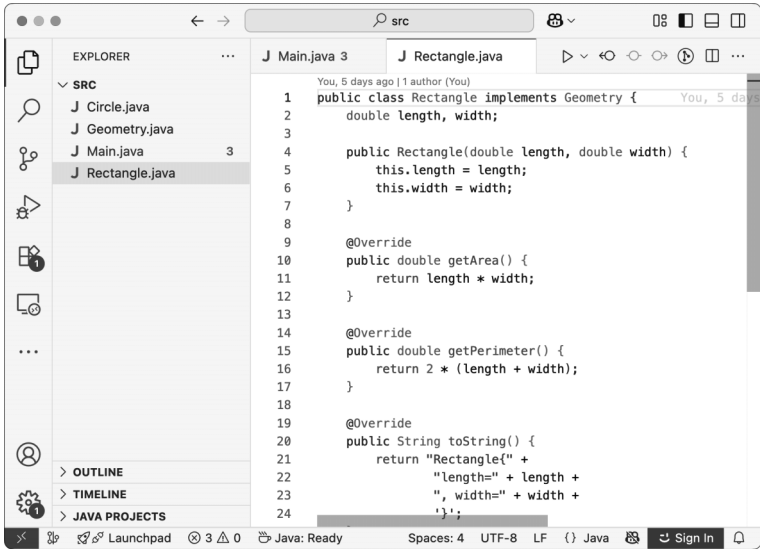 src
EXPLORER
SRC
J Circle.java
J Geometry.java
J Main.java 3
J Rectangle.java
OUTLINE
TIMELINE
JAVA PROJECTS
J Main.java 3
J Rectangle.java
You, 5 days ago | 1 author (You)
1 public class Rectangle implements Geometry { You, 5 days
2 double length, width;
3
4 public Rectangle(double length, double width) {
5 this.length = length;
6 this.width = width;
7 }
8
9 @Override
10 public double getArea() {
11 return length * width;
12 }
13
14 @Override
15 public double getPerimeter() {
16 return 2 * (length + width);
17 }
18
19 @Override
20 public String toString() {
21 return "Rectangle{" +
22 "length=" + length +
23 ", width=" + width +
24 '}';
1
1
Launchpad 3 0 Java: Ready Spaces: 4 UTF-8 LF {} Java Sign In